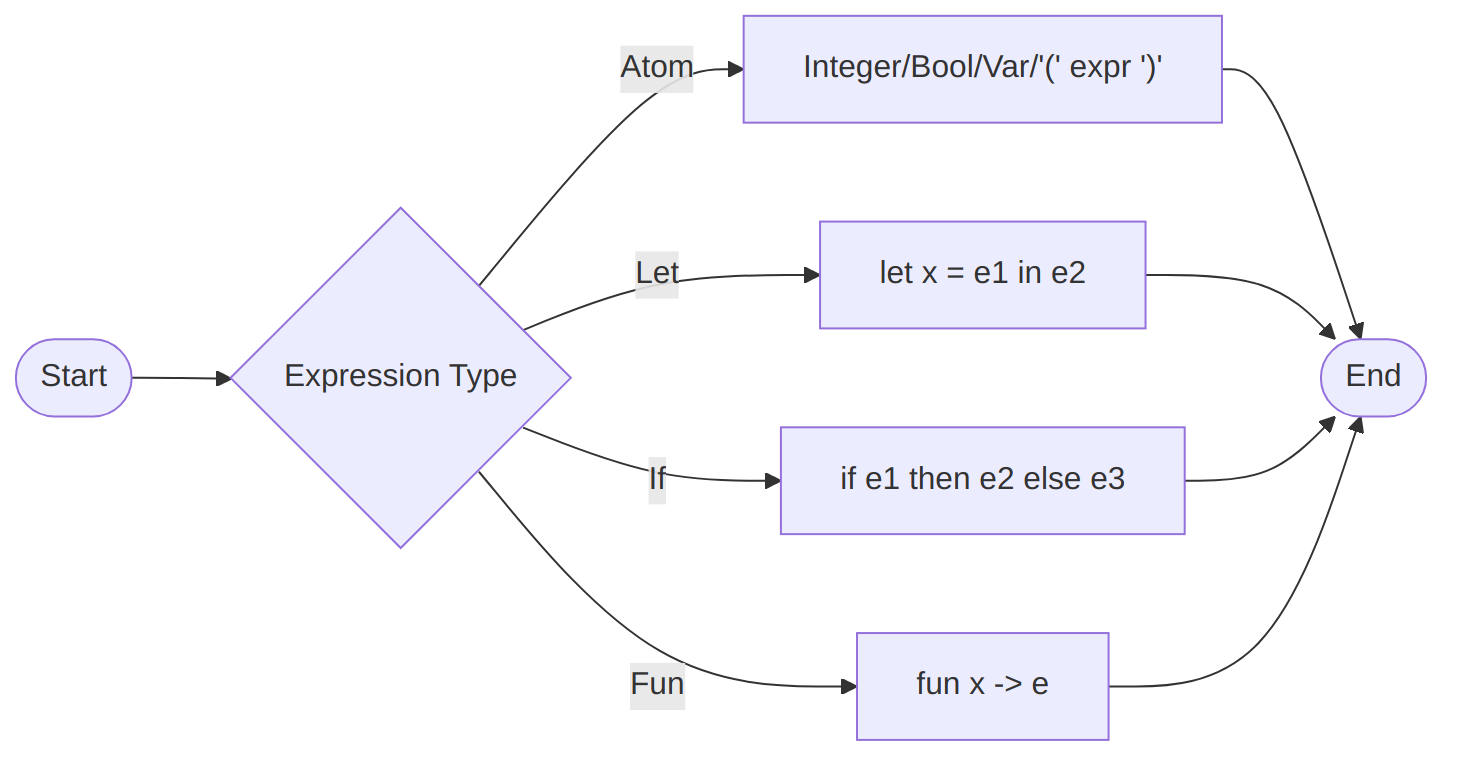 Start
Expression Type
Atom
Integer/Bool/Var/'(' expr ')'
Let
let x = e1 in e2
If
if e1 then e2 else e3
Fun
fun x -> e
End